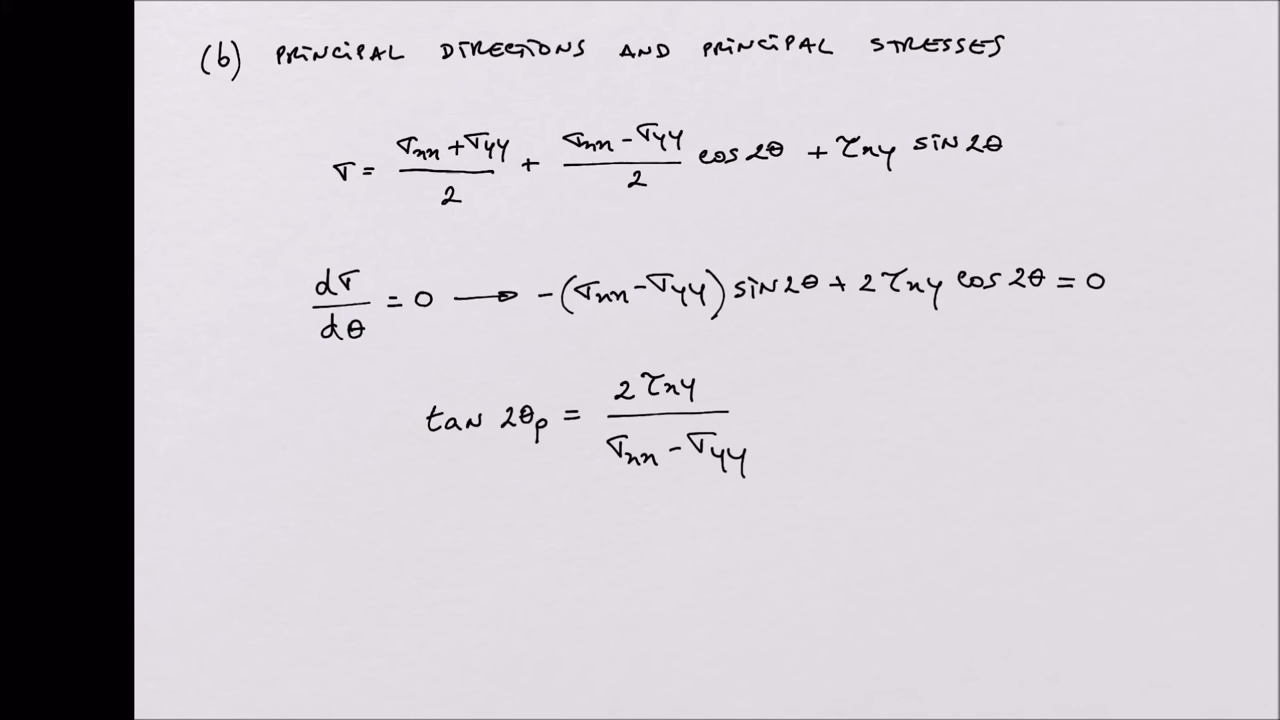 (b) PRINCIPAL DIRECTIONS AND PRINCIPAL STRESSES
σ = (σxx + σyy)/2 + (σxx - σyy)/2 cos 2θ + τxy sin 2θ
dσ/dθ = 0 → -(σxx - σyy) sin 2θ + 2τxy cos 2θ = 0
tan 2θp = 2τxy/(σxx - σyy)